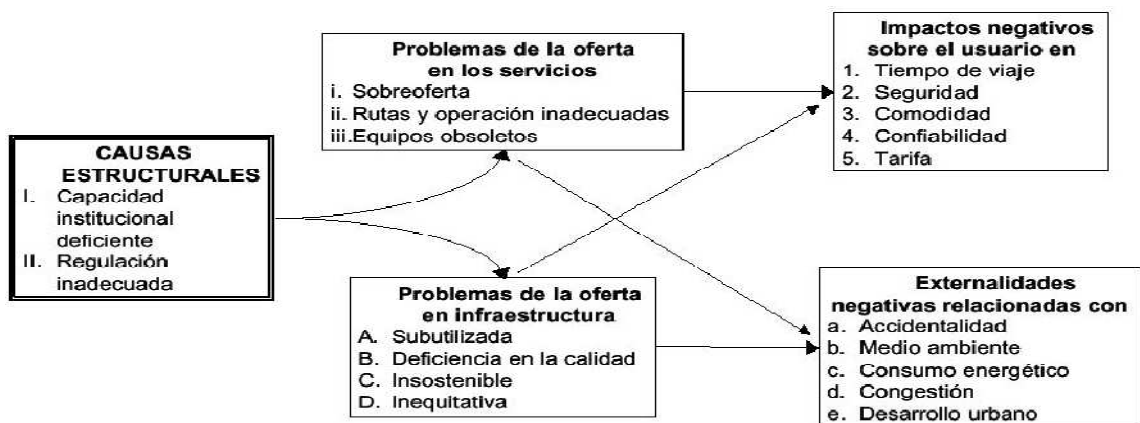 CAUSAS
ESTRUCTURALES
I. Capacidad
institucional
deficiente
II. Regulación
inadecuada
Problemas de la oferta
en los servicios
i. Sobreoferta
ii. Rutas y operación inadecuadas
iii.Equipos obsoletos
Problemas de la oferta
en infraestructura
A. Subutilizada
B. Deficiencia en la calidad
C. Insostenible
D. Inequitativa
Impactos negativos
sobre el usuario en
1. Tiempo de viaje
2. Seguridad
3. Comodidad
4. Confiabilidad
5. Tarifa
Externalidades
negativas relacionadas con
a. Accidentalidad
b. Medio ambiente
c. Consumo energético
d. Congestión
e. Desarrollo urbano